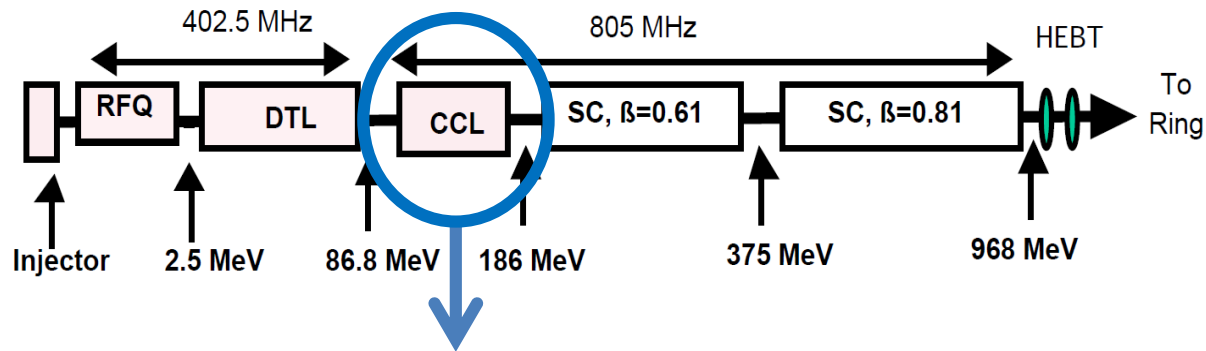 402.5 MHz
805 MHz
HEBT
RFQ
DTL
CCL
SC, ß=0.61
SC, ß=0.81
To
Ring
Injector
2.5 MeV
86.8 MeV
186 MeV
375 MeV
968 MeV